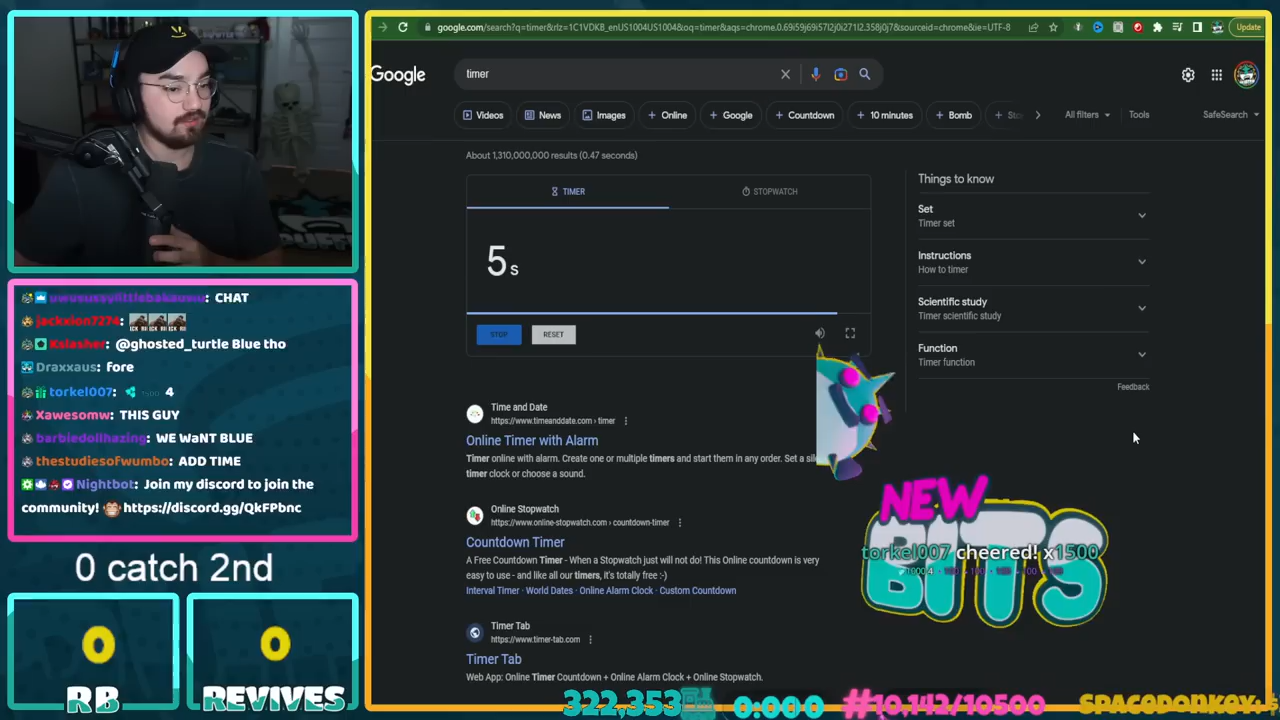 google.com/search?q=timer&rlz=1C1VDKB_enUS1004US1004&oq=timer&aqs=chrome.0.69i59j69i57l2j0i271l2.358j0j7&sourceid=chrome&ie=UTF-8
Update
Google
timer
Videos
News
Images
+ Online
+ Google
+ Countdown
+ 10 minutes
+ Bomb
All filters
Tools
SafeSearch
About 1,310,000,000 results (0.47 seconds)
TIMER
STOPWATCH
5 s
STOP
RESET
Things to know
Set
Timer set
Instructions
How to timer
Scientific study
Timer scientific study
Function
Timer function
Feedback
Time and Date
https://www.timeanddate.com › timer
Online Timer with Alarm
Timer online with alarm. Create one or multiple timers and start them in any order. Set a
timer clock or choose a sound.
Online Stopwatch
https://www.online-stopwatch.com › countdown-timer
Countdown Timer
A Free Countdown Timer - When a Stopwatch just will not do! This Online countdown is very
easy to use - and like all our timers, it's totally free :-)
Interval Timer · World Dates · Online Alarm Clock · Custom Countdown
Timer Tab
https://www.timer-tab.com
Timer Tab
Web App: Online Timer Countdown + Online Alarm Clock + Online Stopwatch.
CHAT
jackxion7274:
Xslasher: @ghosted_turtle Blue tho
Draxxaus: fore
torkel007: 1500 4
Xawesomw: THIS GUY
barbiedollhazing: WE WaNT BLUE
thestudiesofwumbo: ADD TIME
Nightbot: Join my discord to join the
community! https://discord.gg/QkFPbnc
0 catch 2nd
0
RB
0
REVIVES
NEW
BITS
torkel007 cheered! x1500
322,353
0:000
#10,142/10500
SPACEDONKEY: